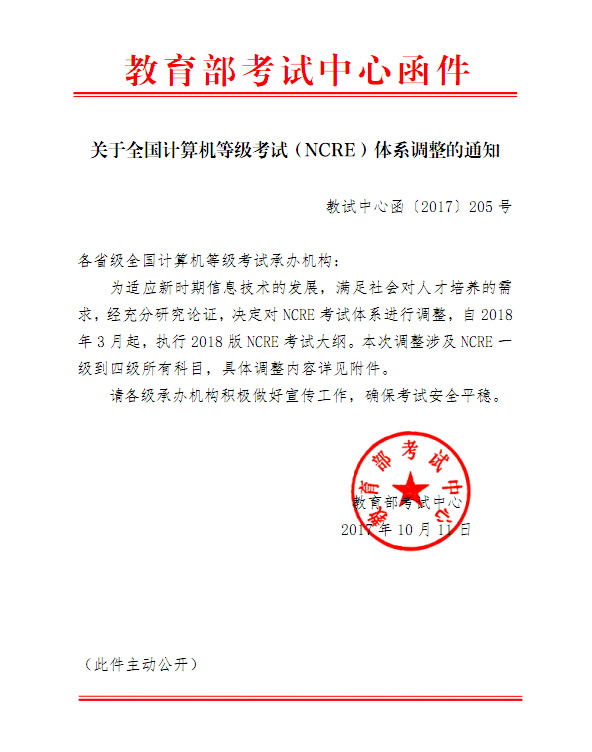 教育部考试中心函件
关于全国计算机等级考试（NCRE）体系调整的通知
教试中心函〔2017〕205 号
各省级全国计算机等级考试承办机构：
为适应新时期信息技术的发展，满足社会对人才培养的需
求，经充分研究论证，决定对 NCRE 考试体系进行调整，自 2018
年 3 月起，执行 2018 版 NCRE 考试大纲。本次调整涉及 NCRE 一
级到四级所有科目，具体调整内容详见附件。
请各级承办机构积极做好宣传工作，确保考试安全平稳。
教育部考试中心
教育部考试中心
2017 年 10 月 11 日
（此件主动公开）